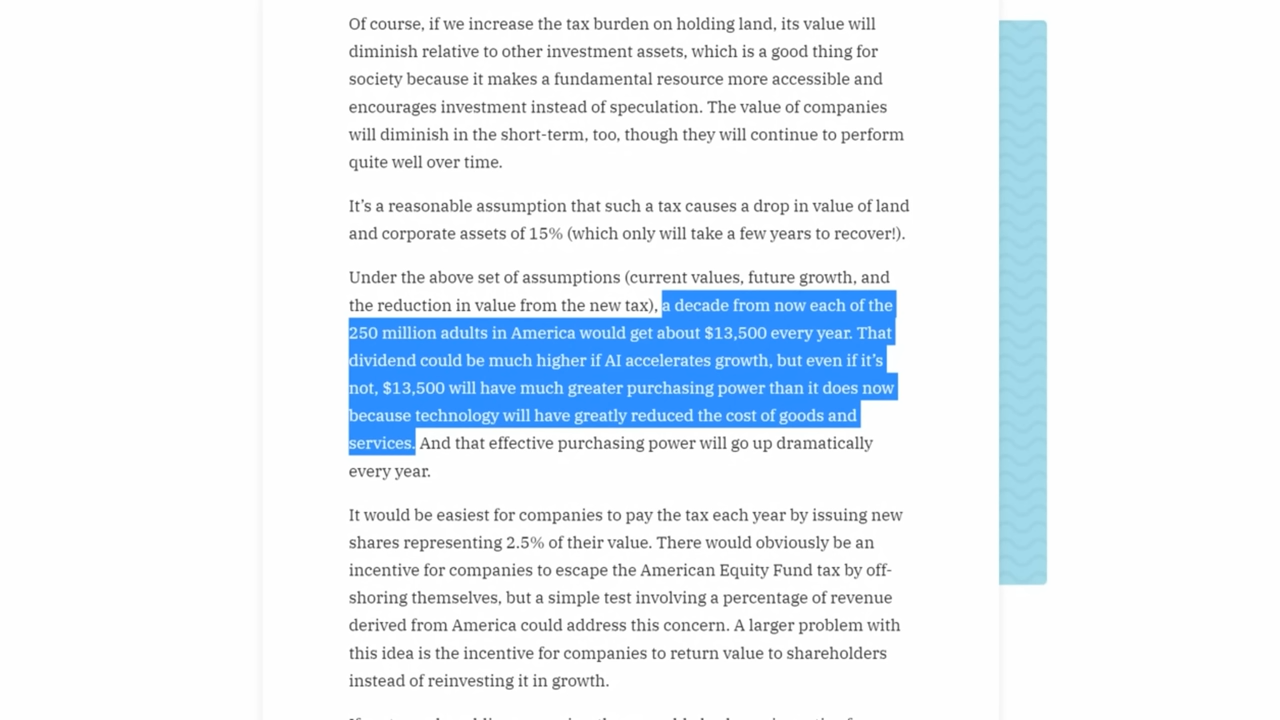 Of course, if we increase the tax burden on holding land, its value will
diminish relative to other investment assets, which is a good thing for
society because it makes a fundamental resource more accessible and
encourages investment instead of speculation. The value of companies
will diminish in the short-term, too, though they will continue to perform
quite well over time.
It’s a reasonable assumption that such a tax causes a drop in value of land
and corporate assets of 15% (which only will take a few years to recover!).
Under the above set of assumptions (current values, future growth, and
the reduction in value from the new tax), a decade from now each of the
250 million adults in America would get about $13,500 every year. That
dividend could be much higher if AI accelerates growth, but even if it’s
not, $13,500 will have much greater purchasing power than it does now
because technology will have greatly reduced the cost of goods and
services. And that effective purchasing power will go up dramatically
every year.
It would be easiest for companies to pay the tax each year by issuing new
shares representing 2.5% of their value. There would obviously be an
incentive for companies to escape the American Equity Fund tax by off-
shoring themselves, but a simple test involving a percentage of revenue
derived from America could address this concern. A larger problem with
this idea is the incentive for companies to return value to shareholders
instead of reinvesting it in growth.